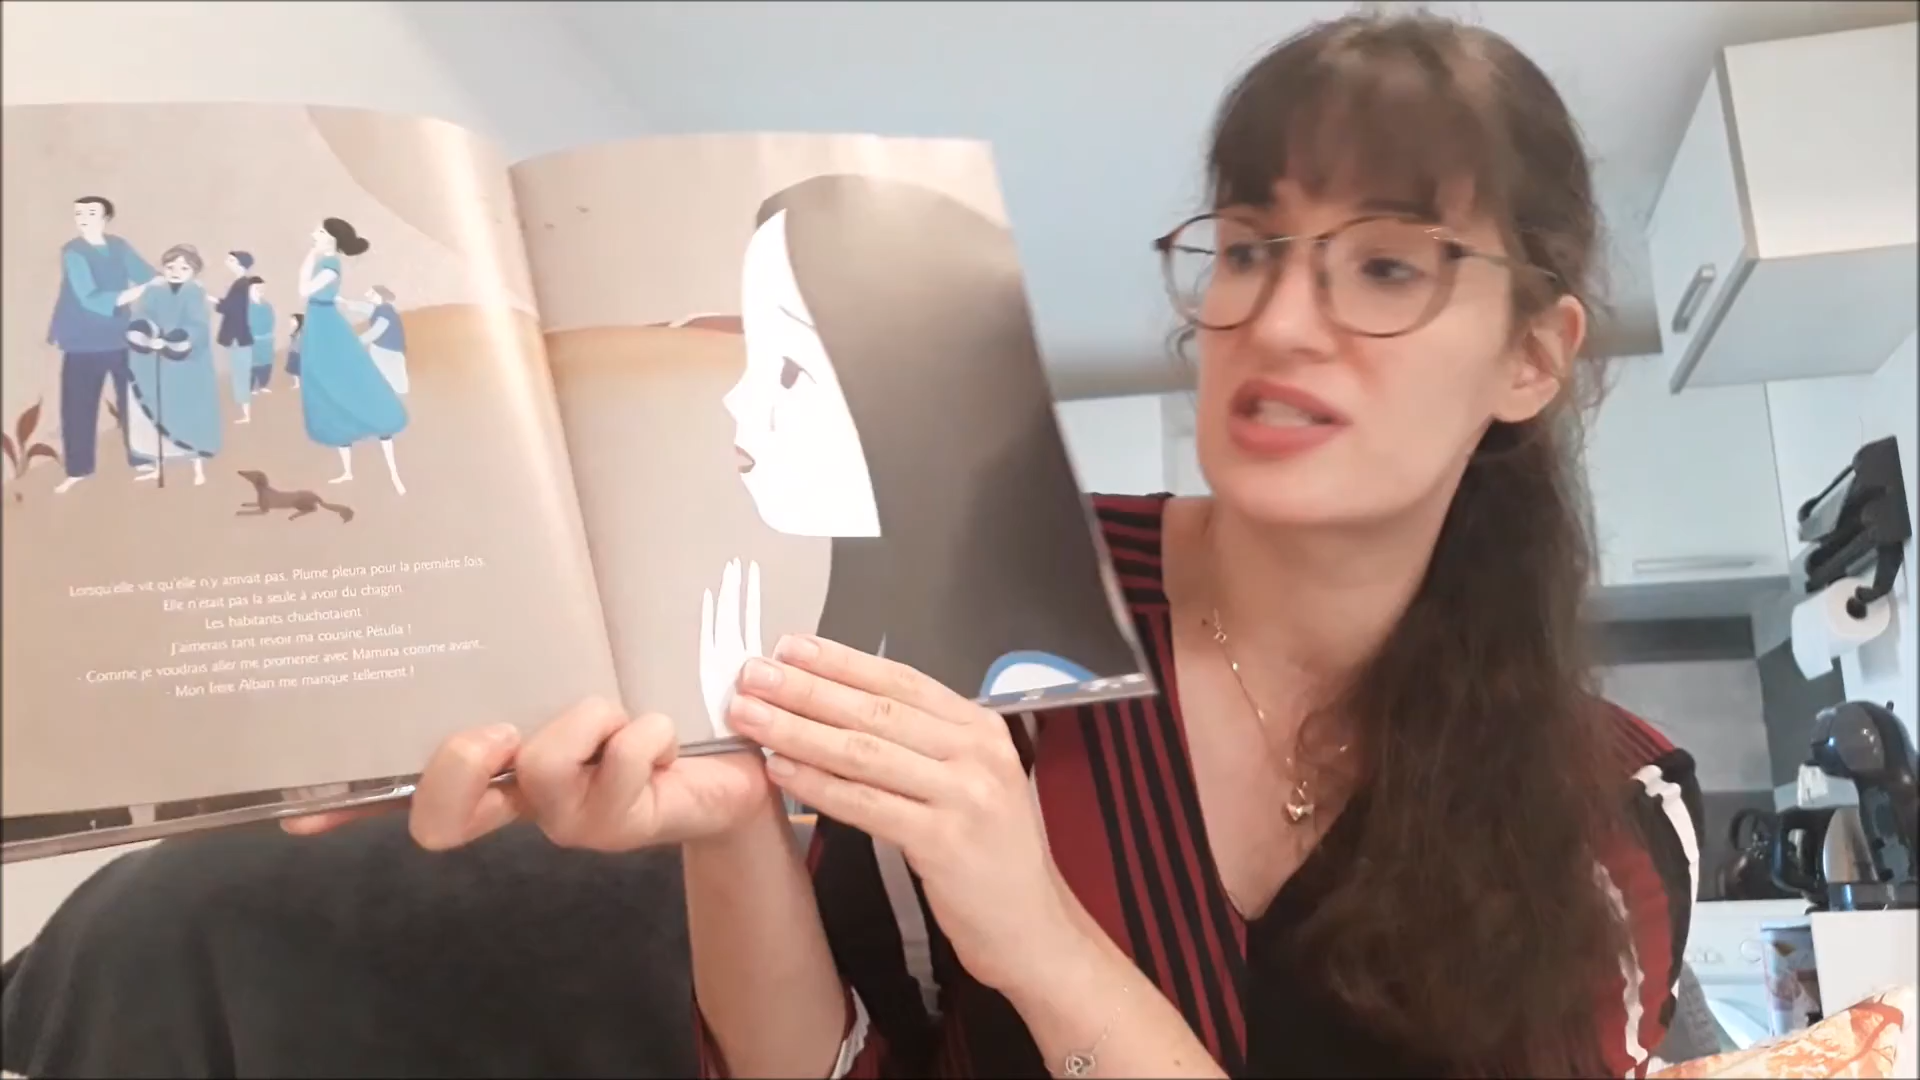 Lorsqu'elle vit qu'elle n'y arrivait pas, Plume pleura pour la première fois.
Elle n'était pas la seule à avoir du chagrin.
Les habitants chuchotaient :
J'aimerais tant revoir ma cousine Pétulia !
- Comme je voudrais aller me promener avec Mamina comme avant...
- Mon frère Alban me manque tellement !